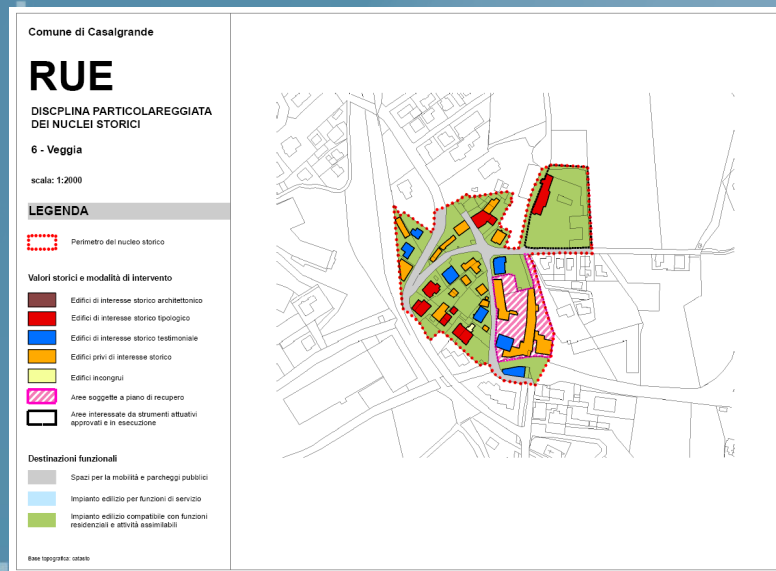 Comune di Casalgrande
RUE
DISCPLINA PARTICOLAREGGIATA
DEI NUCLEI STORICI
6 - Veggia
scala: 1:2000
LEGENDA
Perimetro del nucleo storico
Valori storici e modalità di intervento
Edifici di interesse storico architettonico
Edifici di interesse storico tipologico
Edifici di interesse storico testimoniale
Edifici privi di interesse storico
Edifici incongrui
Aree soggette a piano di recupero
Aree interessate da strumenti attuativi
approvati e in esecuzione
Destinazioni funzionali
Spazi per la mobilità e parcheggi pubblici
Impianto edilizio per funzioni di servizio
Impianto edilizio compatibile con funzioni
residenziali e attività assimilabili
Base topografica: catasto